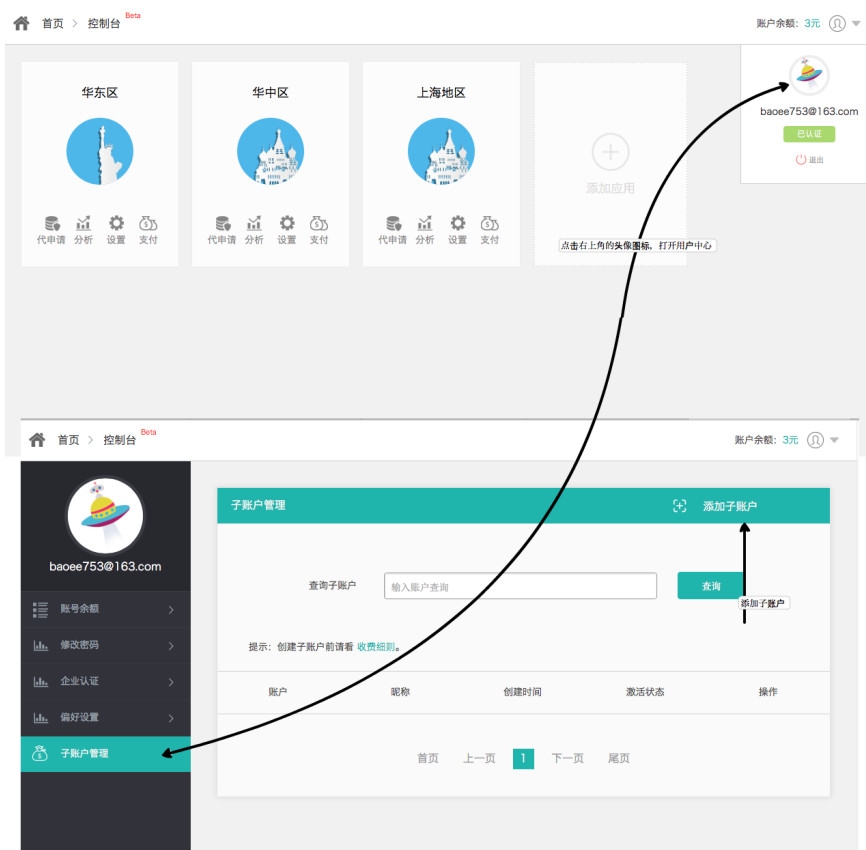 首页 > 控制台 Beta
账户余额：3元
baoee753@163.com
已认证
退出
华东区
华中区
上海地区
代申请 分析 设置 支付
代申请 分析 设置 支付
代申请 分析 设置 支付
添加应用
点击右上角的头像图标，打开用户中心
首页 > 控制台 Beta
账户余额：3元
baoee753@163.com
账号余额
修改密码
企业认证
偏好设置
子账户管理
子账户管理
添加子账户
查询子账户
输入账户查询
查询
添加子账户
提示：创建子账户前请看 收费细则。
账户 昵称 创建时间 激活状态 操作
首页 上一页 1 下一页 尾页